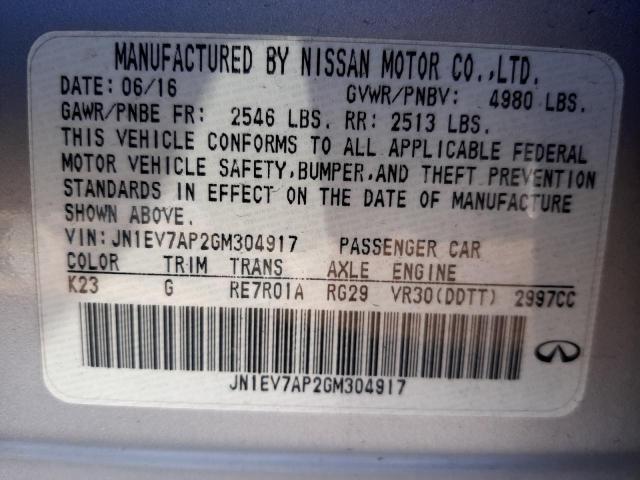 MANUFACTURED BY NISSAN MOTOR CO.,LTD.
DATE: 06/16 GVWR/PNBV: 4980 LBS.
GAWR/PNBE FR: 2546 LBS. RR: 2513 LBS.
THIS VEHICLE CONFORMS TO ALL APPLICABLE FEDERAL
MOTOR VEHICLE SAFETY,BUMPER,AND THEFT PREVENTION
STANDARDS IN EFFECT ON THE DATE OF MANUFACTURE
SHOWN ABOVE.
VIN:JN1EV7AP2GM304917 PASSENGER CAR
COLOR TRIM TRANS AXLE ENGINE
K23 G RE7R01A RG29 VR30(DDTT) 2997CC
JN1EV7AP2GM304917